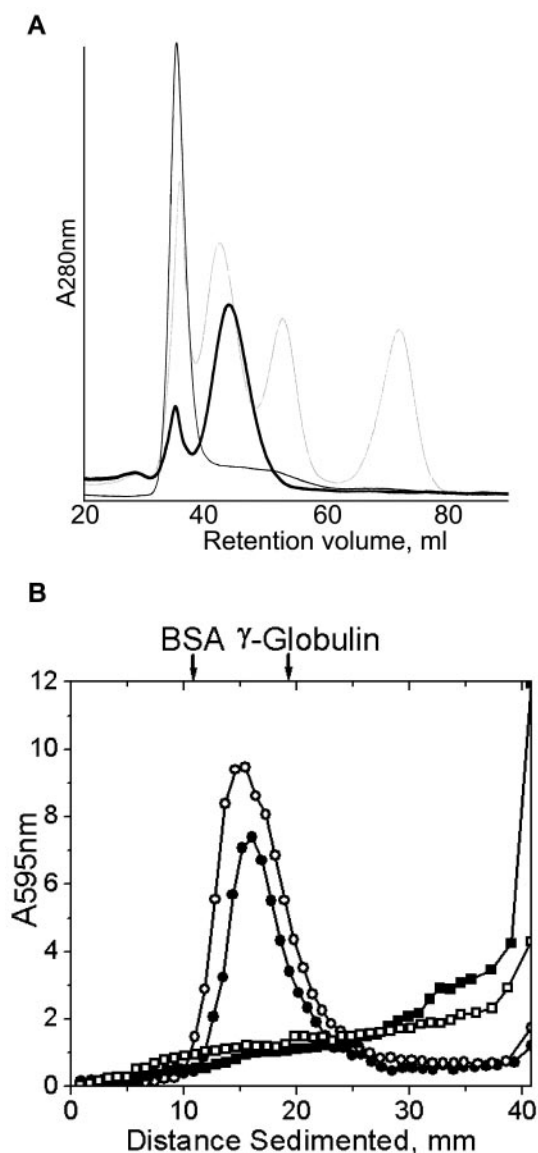 A
A280nm
20 40 60 80
Retention volume, ml
B
BSA γ-Globulin
12
10
8
6
4
2
0
A595nm
0 10 20 30 40
Distance Sedimented, mm